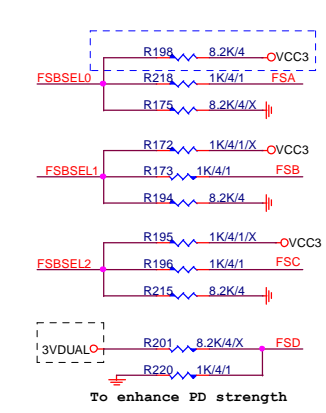 R198 8.2K/4 VCC3
FSBSEL0 R218 1K/4/1 FSA
R175 8.2K/4/X
R172 1K/4/1/X VCC3
FSBSEL1 R173 1K/4/1 FSB
R194 8.2K/4
R195 1K/4/1/X VCC3
FSBSEL2 R196 1K/4/1 FSC
R215 8.2K/4
3VDUAL R201 8.2K/4/X FSD
R220 1K/4/1
To enhance PD strength